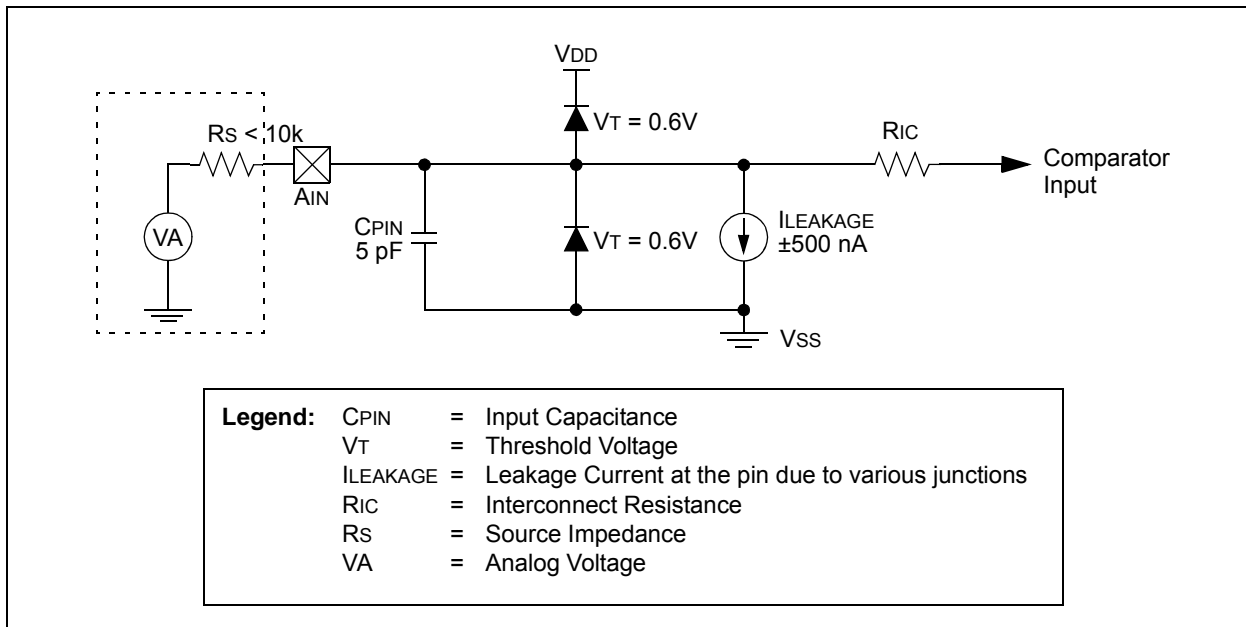 VDD
VT = 0.6V
RS < 10k
RIC
Comparator
Input
AIN
VA
CPIN
5 pF
VT = 0.6V
ILEAKAGE
±500 nA
VSS
Legend: CPIN = Input Capacitance
VT = Threshold Voltage
ILEAKAGE = Leakage Current at the pin due to various junctions
RIC = Interconnect Resistance
RS = Source Impedance
VA = Analog Voltage